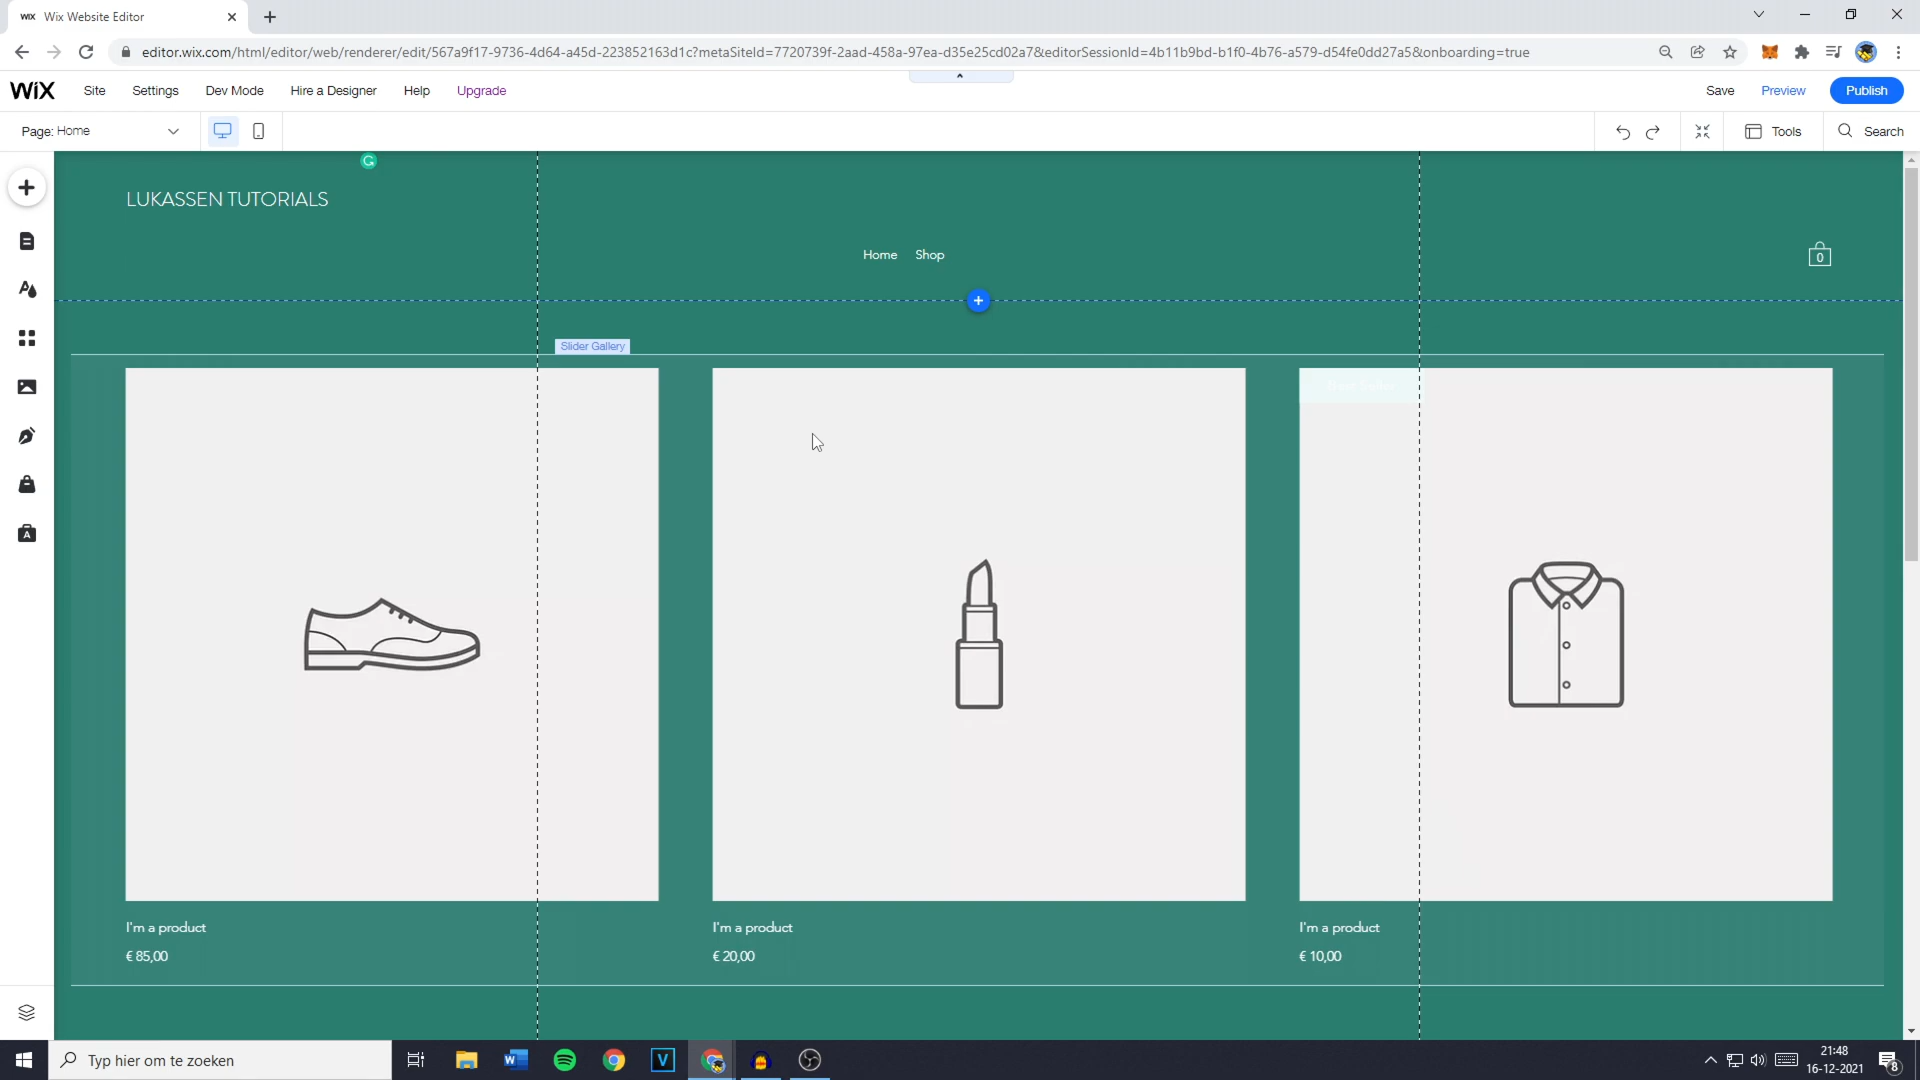 WIX Wix Website Editor
editor.wix.com/html/editor/web/renderer/edit/567a9f17-9736-4d64-a45d-223852163d1c?metaSiteId=7720739f-2aad-458a-97ea-d35e25cd02a7&editorSessionId=4b11b9bd-b1f0-4b76-a579-d54fe0dd27a5&onboarding=true
WIX Site Settings Dev Mode Hire a Designer Help Upgrade Save Preview Publish
Page: Home Tools Search
LUKASSEN TUTORIALS
Home Shop 0
Slider Gallery
I'm a product I'm a product I'm a product
€ 85,00 € 20,00 € 10,00
Typ hier om te zoeken
21:48
16-12-2021
8